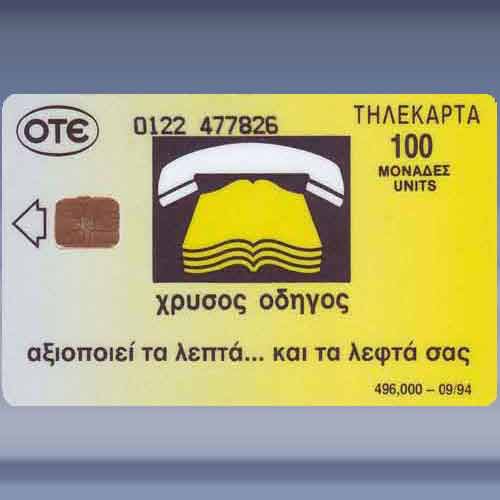 OTE
0122 477826
ΤΗΛΕΚΑΡΤΑ
100
ΜΟΝΑΔΕΣ
UNITS
χρυσος οδηγος
αξιοποιεί τα λεπτά... και τα λεφτά σας
496,000 – 09/94